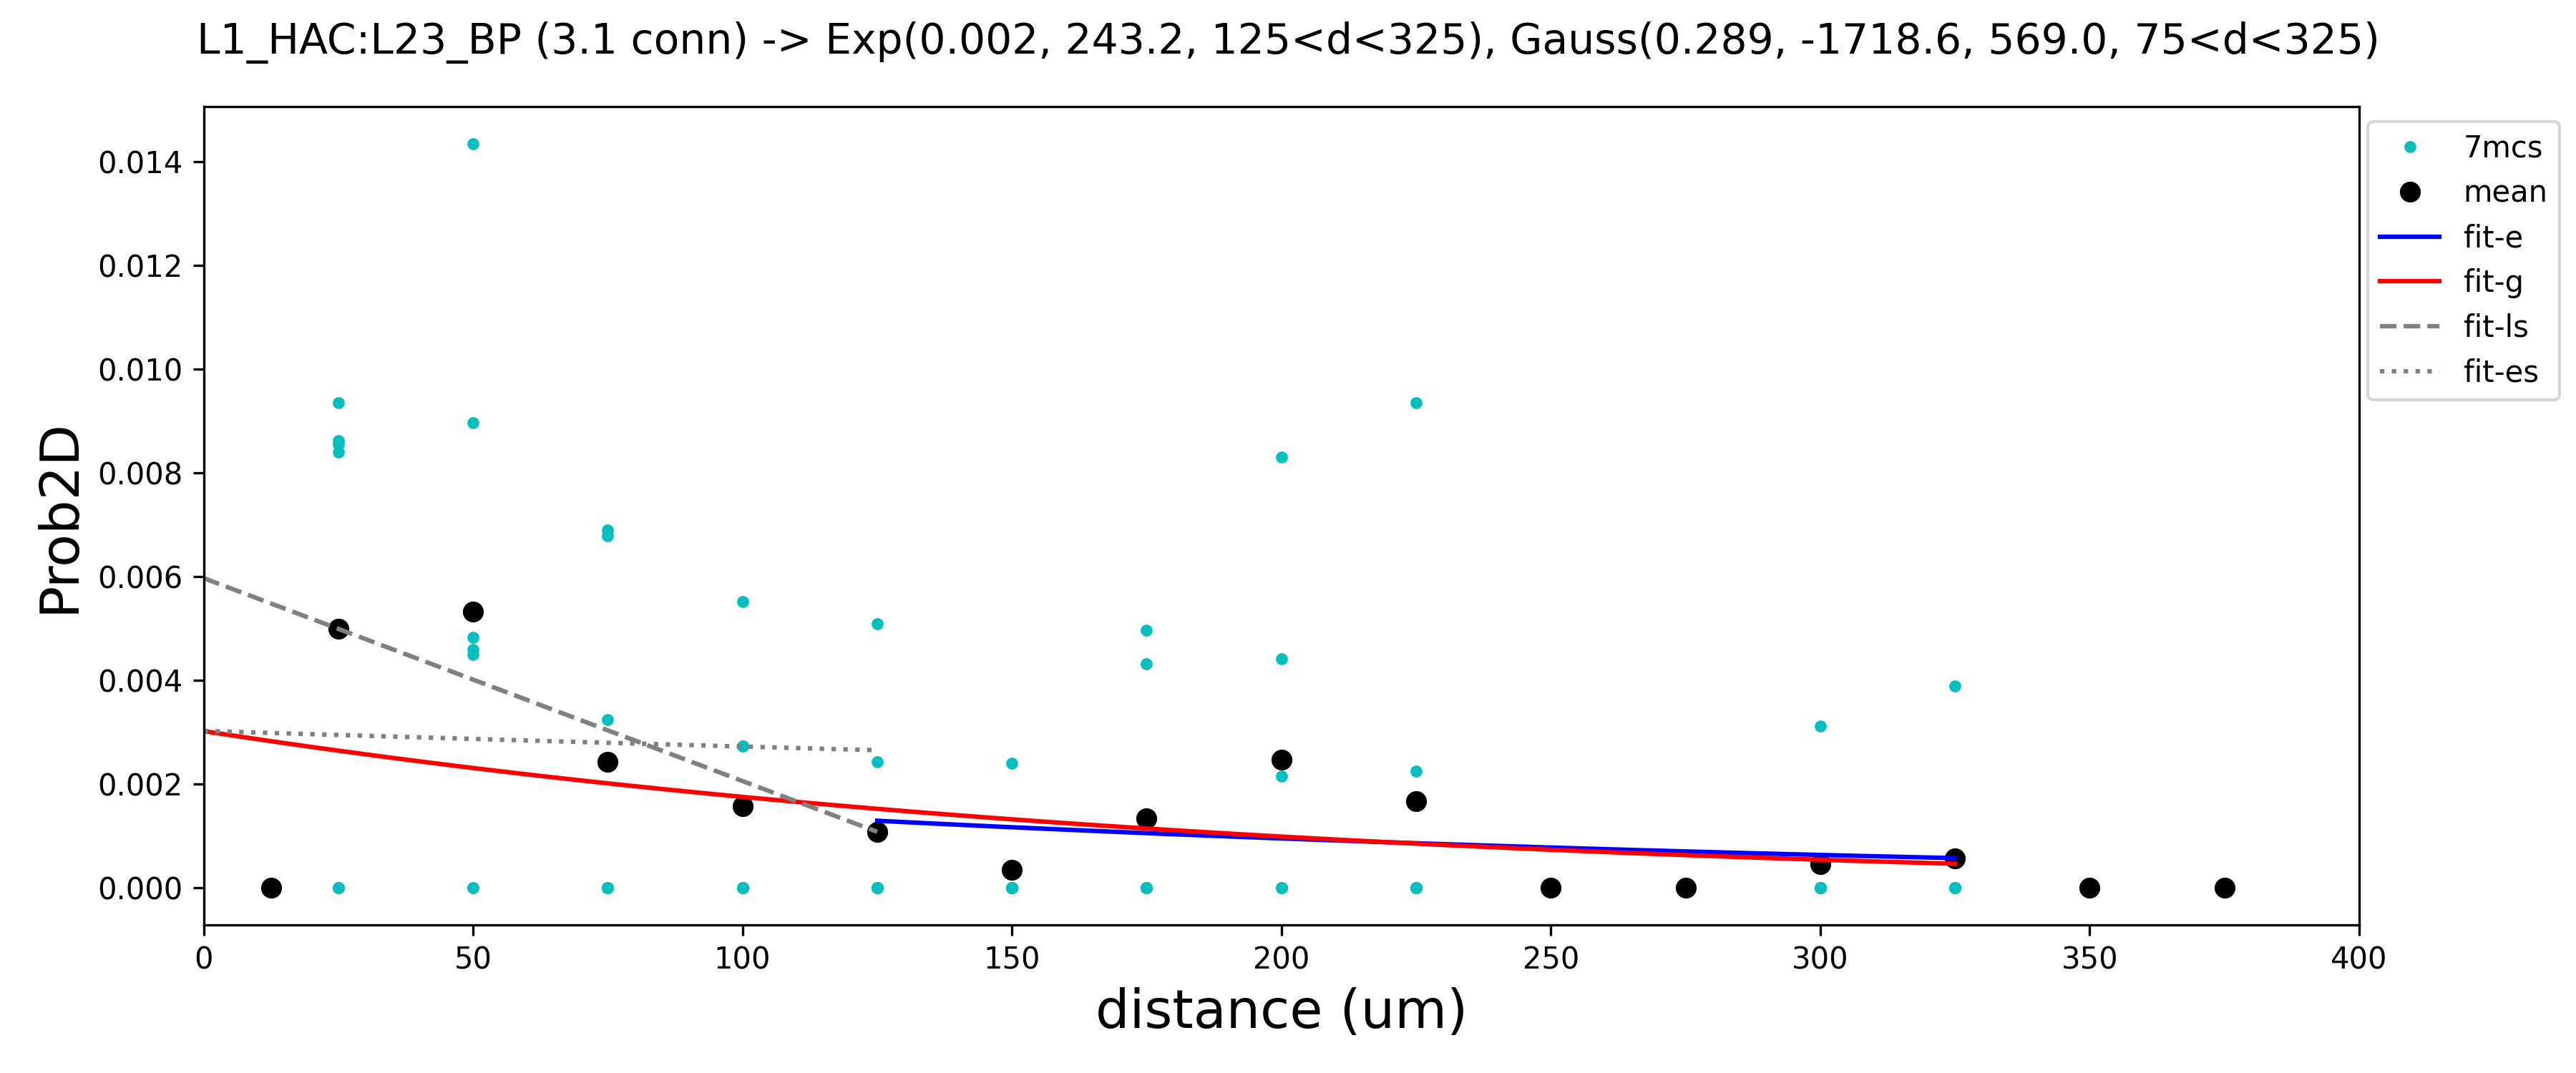 L1_HAC:L23_BP (3.1 conn) -> Exp(0.002, 243.2, 125<d<325), Gauss(0.289, -1718.6, 569.0, 75<d<325)
0.014
0.012
0.010
0.008
0.006
0.004
0.002
0.000
Prob2D
0 50 100 150 200 250 300 350 400
distance (um)
7mcs
mean
fit-e
fit-g
fit-ls
fit-es